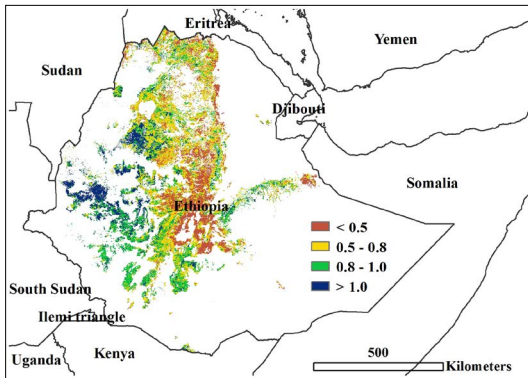 Eritrea
Yemen
Sudan
Djibouti
Somalia
Ethiopia
< 0.5
0.5 - 0.8
0.8 - 1.0
> 1.0
South Sudan
Ilemi triangle
Uganda
Kenya
500
Kilometers